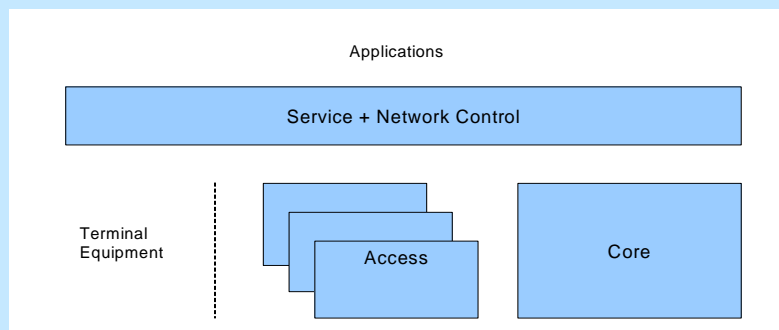 Applications
Service + Network Control
Terminal
Equipment
Access
Core